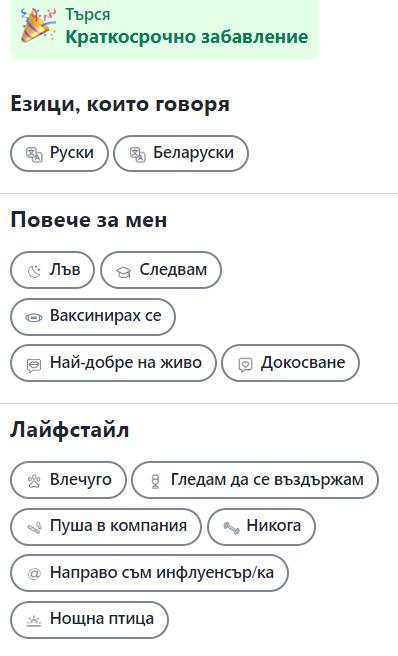 Търся
Краткосрочно забавление
Езици, които говоря
Руски Беларуски
Повече за мен
Лъв Следвам
Ваксинирах се
Най-добре на живо Докосване
Лайфстайл
Влечуго Гледам да се въздържам
Пуша в компания Никога
Направо съм инфлуенсър/ка
Нощна птица